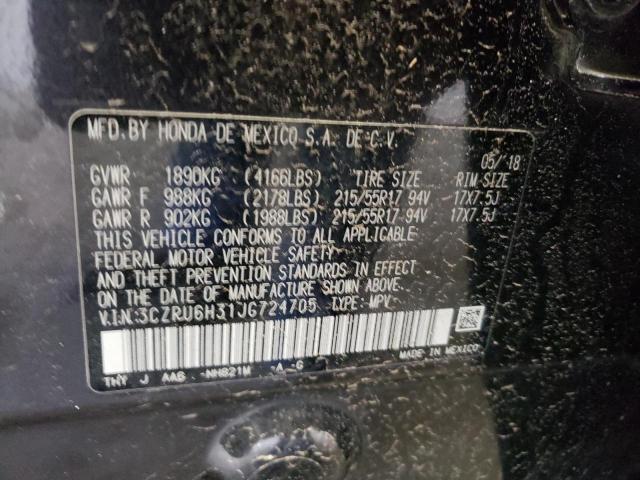 MFD. BY HONDA DE MEXICO S.A. DE C.V.
05/18
GVWR 1890KG (4166LBS) TIRE SIZE RIM SIZE
GAWR F 988KG (2178LBS) 215/55R17 94V 17X7.5J
GAWR R 902KG (1988LBS) 215/55R17 94V 17X7.5J
THIS VEHICLE CONFORMS TO ALL APPLICABLE
FEDERAL MOTOR VEHICLE SAFETY
AND THEFT PREVENTION STANDARDS IN EFFECT
ON THE DATE OF MANUFACTURE SHOWN ABOVE.
V.I.N:3CZRU6H31JG724705 TYPE: MPV
MADE IN MEXICO
T7W J AAG NH821M -A-G